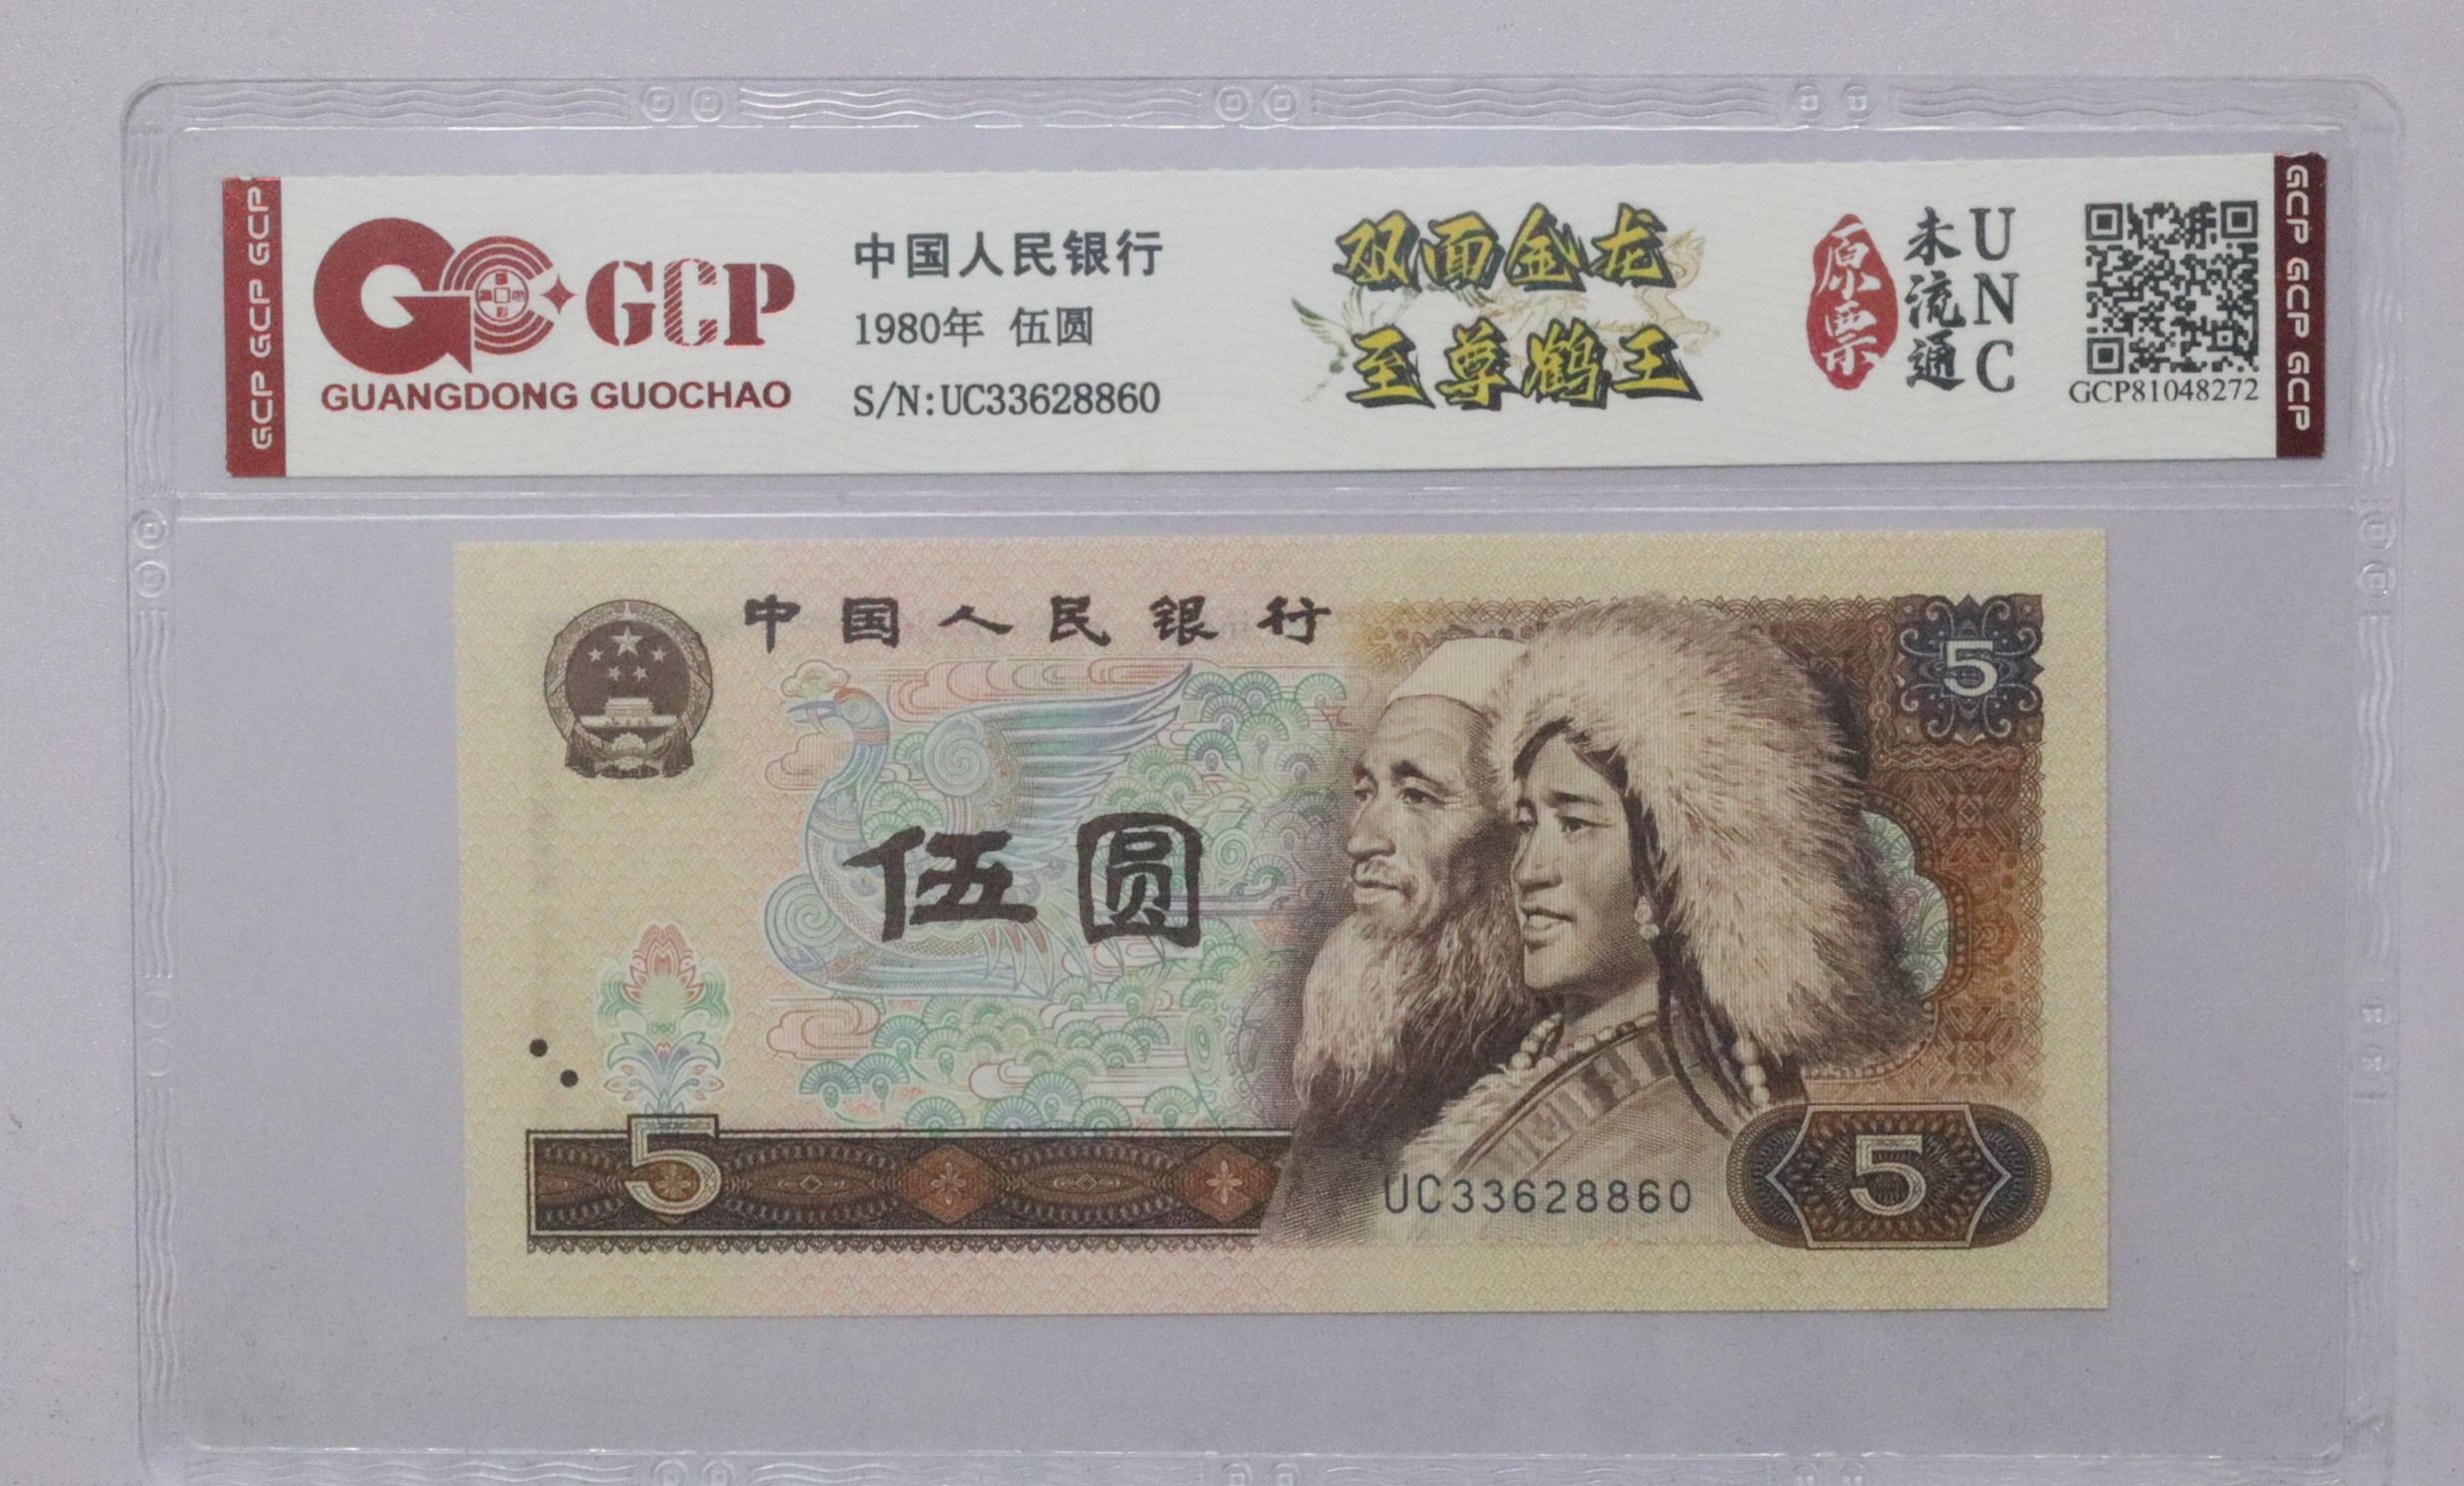 GCP GCP GCP
GCP
GUANGDONG GUOCHAO
中国人民银行
1980年 伍圆
S/N:UC33628860
双面金龙
至尊鹤王
原票
未流通
UNC
GCP81048272
GCP GCP GCP
中国人民银行
5
伍圆
5
UC33628860
5